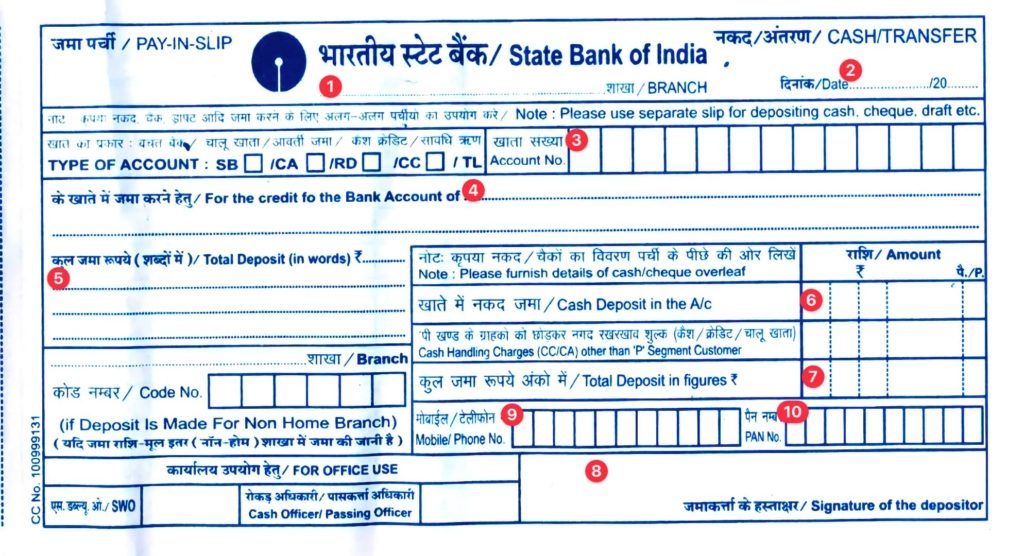 जमा पर्ची / PAY-IN-SLIP
भारतीय स्टेट बैंक/ State Bank of India
नकद/अंतरण/ CASH/TRANSFER
1 शाखा / BRANCH
2
दिनांक/Date............/20......
नोट कृपया नकद, चेक, ड्राफ्ट आदि जमा करने के लिए अलग-अलग पर्चीयों का उपयोग करे / Note : Please use separate slip for depositing cash, cheque, draft etc.
खाते का प्रकार : बचत बैंक / चालू खाता / आवर्ती जमा / कैश क्रेडिट / सावधि ऋण
TYPE OF ACCOUNT : SB /CA /RD /CC / TL
खाता संख्या 3
Account No.
के खाते में जमा करने हेतु / For the credit fo the Bank Account of 4
कुल जमा रूपये ( शब्दों में ) / Total Deposit (in words) ₹
5
शाखा / Branch
कोड नम्बर / Code No.
(if Deposit Is Made For Non Home Branch)
( यदि जमा राशि-मूल इतर ( नॉन-होम ) शाखा में जमा की जानी है )
नोटः कृपया नकद / चैकों का विवरण पर्ची के पीछे की ओर लिखें
Note : Please furnish details of cash/cheque overleaf
राशि / Amount
₹ पै./P.
खाते में नकद जमा / Cash Deposit in the A/c 6
'पी खण्ड के ग्राहको को छोड़कर नगद रखरखाव शुल्क (कैश / क्रेडिट / चालू खाता)
Cash Handling Charges (CC/CA) other than 'P' Segment Customer
कुल जमा रूपये अंको में / Total Deposit in figures ₹ 7
मोबाईल / टेलीफोन 9
Mobile/ Phone No.
पैन नम्ब 10
PAN No.
कार्यालय उपयोग हेतु / FOR OFFICE USE
एस. डब्ल्यू. ओ./ SWO
रोकड़ अधिकारी / पासकर्त्ता अधिकारी
Cash Officer/ Passing Officer
8
जमाकर्त्ता के हस्ताक्षर / Signature of the depositor
CC No. 100999131